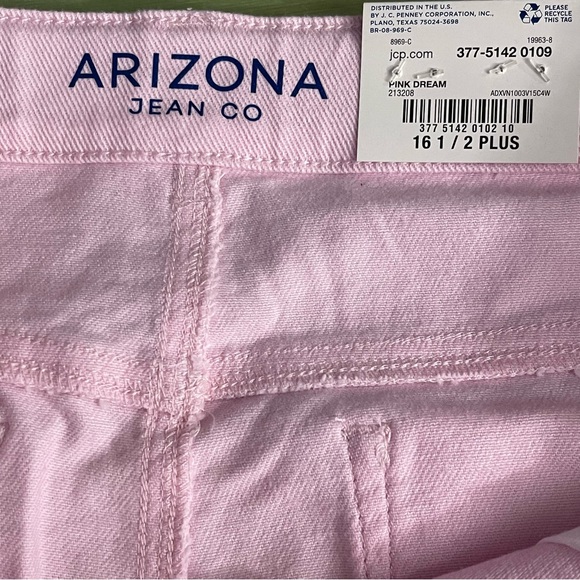 ARIZONA
JEAN CO
DISTRIBUTED IN THE U.S.
BY J. C. PENNEY CORPORATION, INC.,
PLANO, TEXAS 75024-3698
BR-08-969-C
PLEASE
RECYCLE
THIS TAG
8969-C 19963-8
jcp.com 377-5142 0109
PINK DREAM
213208 ADXVN1003V15C4W
377 5142 0102 10
16 1 / 2 PLUS